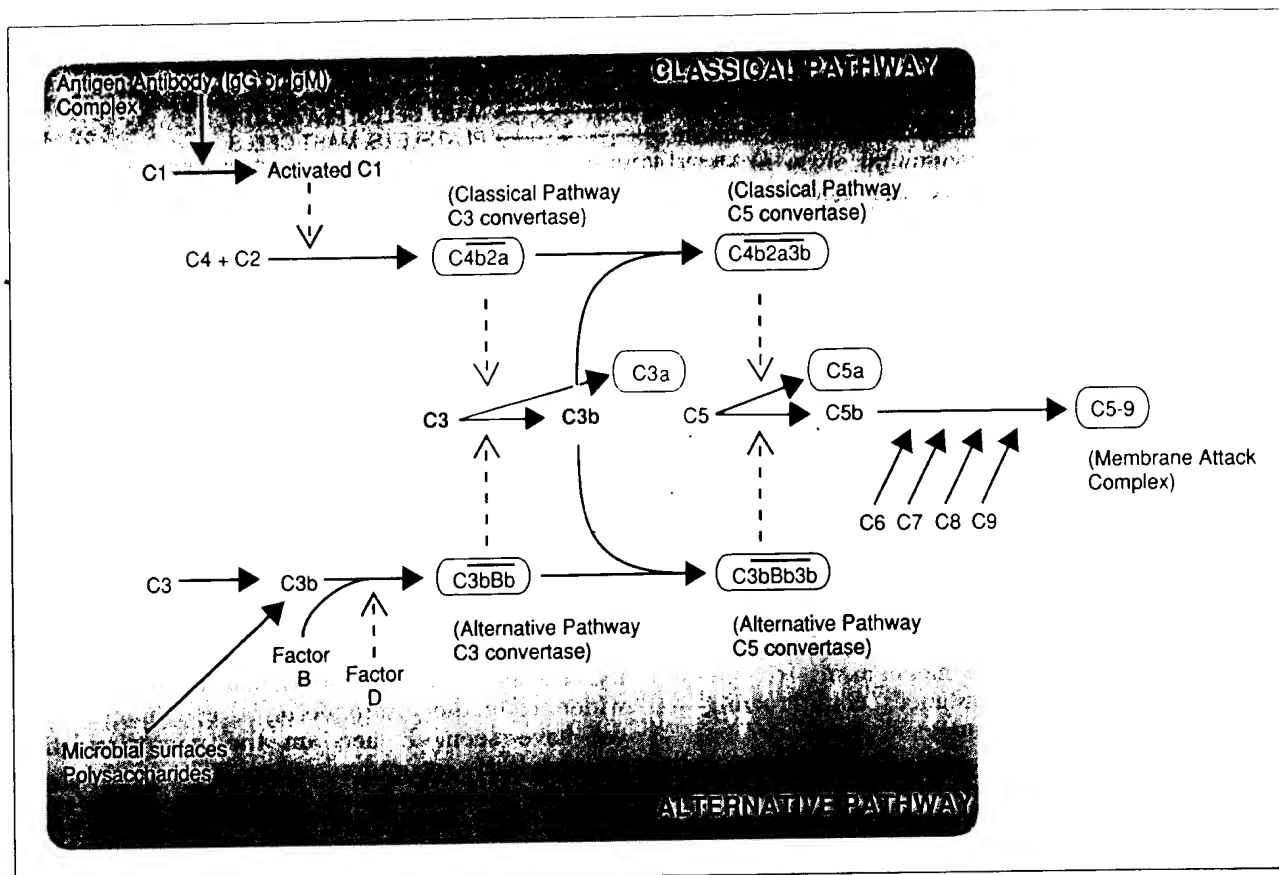 CLASSICAL PATHWAY
Antigen Antibody (IgG or IgM)
Complex
C1
Activated C1
(Classical Pathway
C3 convertase)
(Classical Pathway
C5 convertase)
C4 + C2
C4b2a
C4b2a3b
C3a
C5a
C3
C3b
C5
C5b
C5-9
(Membrane Attack
Complex)
C6 C7 C8 C9
C3
C3b
C3bBb
C3bBb3b
(Alternative Pathway
C3 convertase)
(Alternative Pathway
C5 convertase)
Factor
B
Factor
D
Microbial surfaces
Polysaccharides
ALTERNATIVE PATHWAY